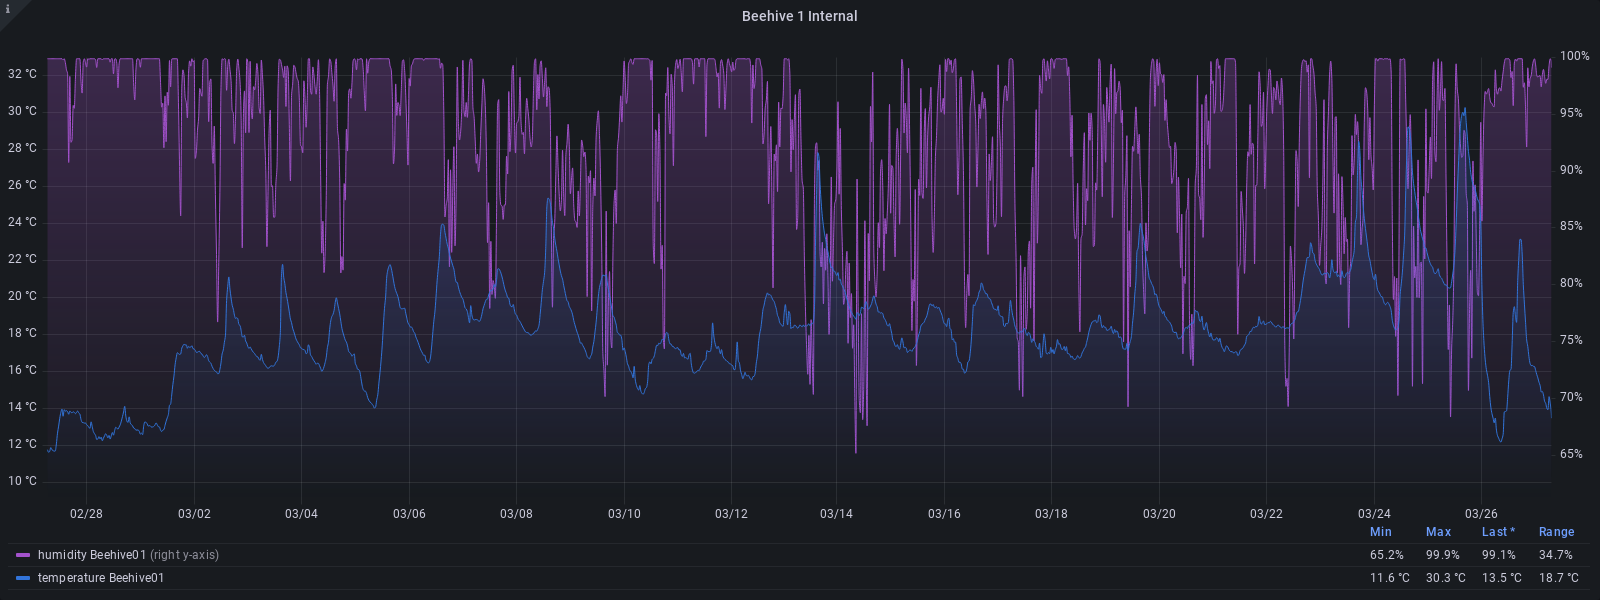 i
Beehive 1 Internal
32 °C
30 °C
28 °C
26 °C
24 °C
22 °C
20 °C
18 °C
16 °C
14 °C
12 °C
10 °C
100%
95%
90%
85%
80%
75%
70%
65%
02/28 03/02 03/04 03/06 03/08 03/10 03/12 03/14 03/16 03/18 03/20 03/22 03/24 03/26
Min Max Last * Range
humidity Beehive01 (right y-axis) 65.2% 99.9% 99.1% 34.7%
temperature Beehive01 11.6 °C 30.3 °C 13.5 °C 18.7 °C